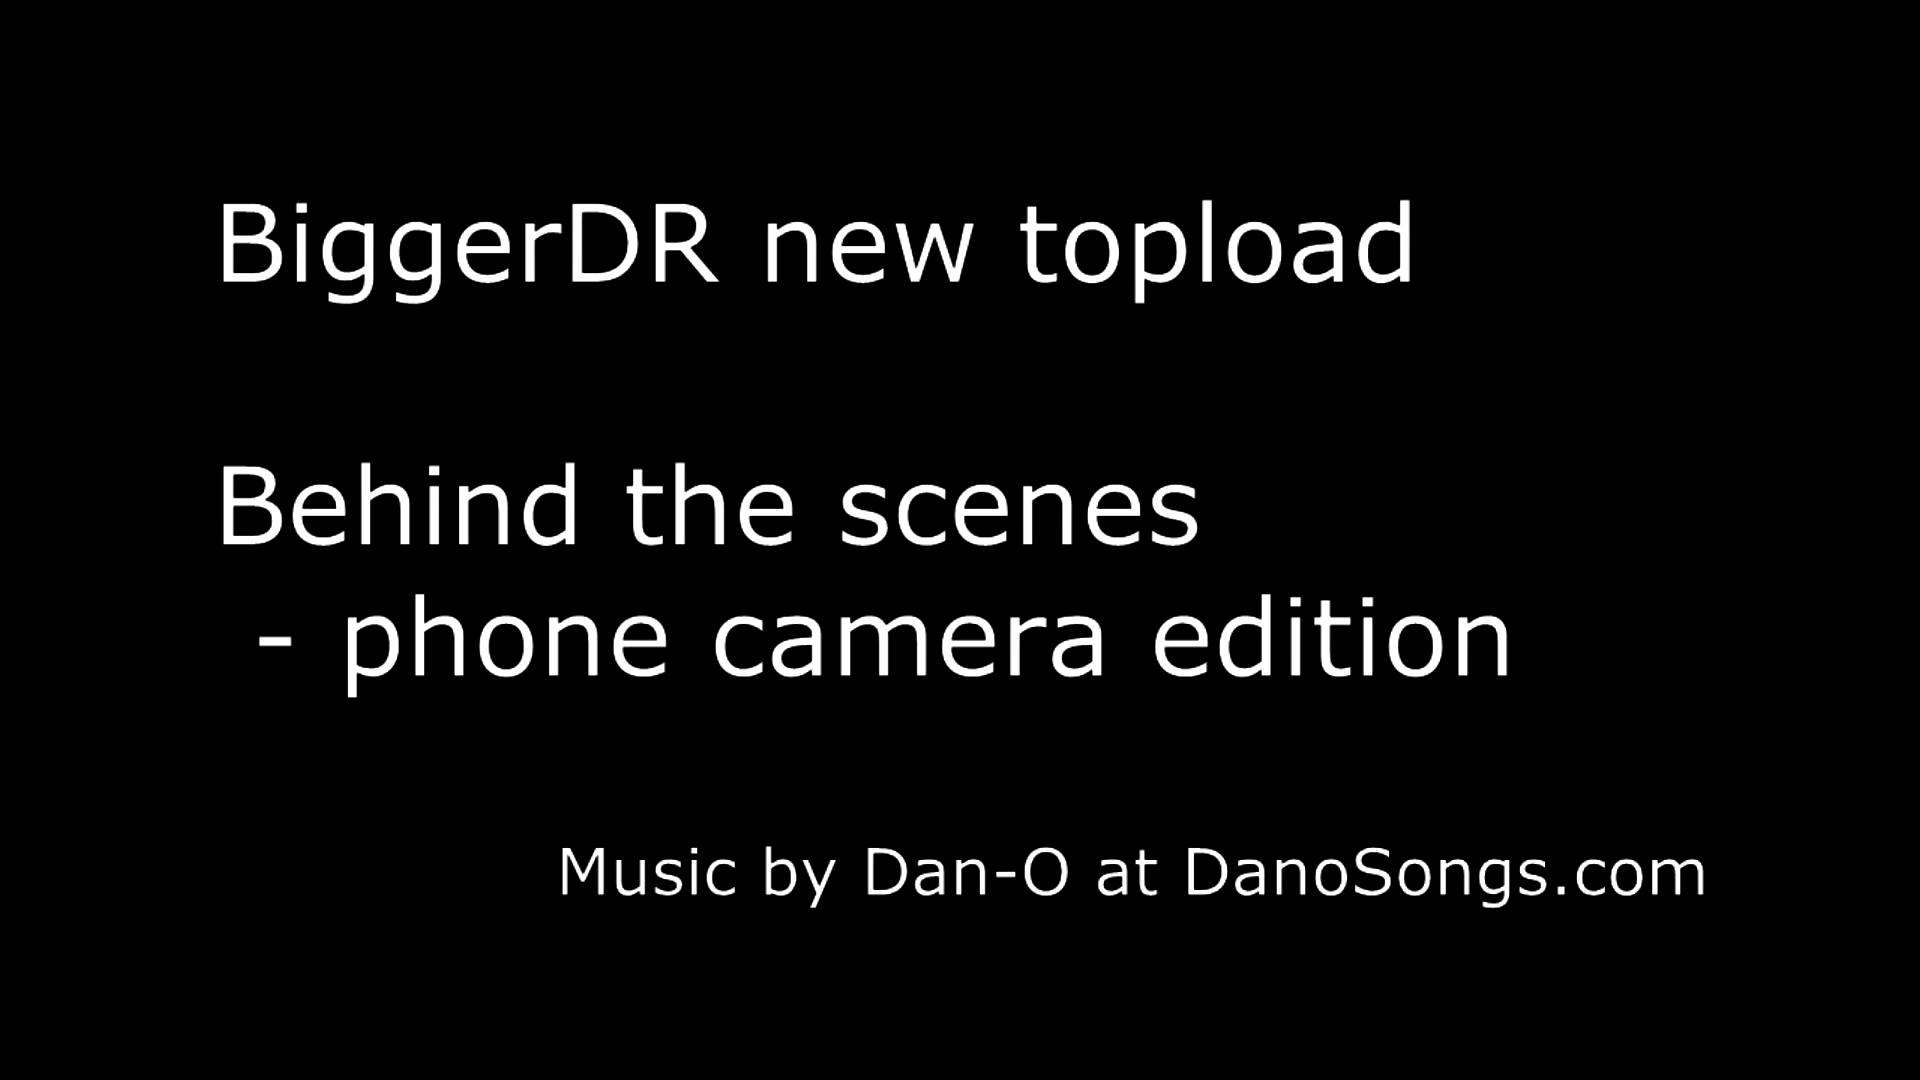 BiggerDR new topload
Behind the scenes
- phone camera edition
Music by Dan-O at DanoSongs.com